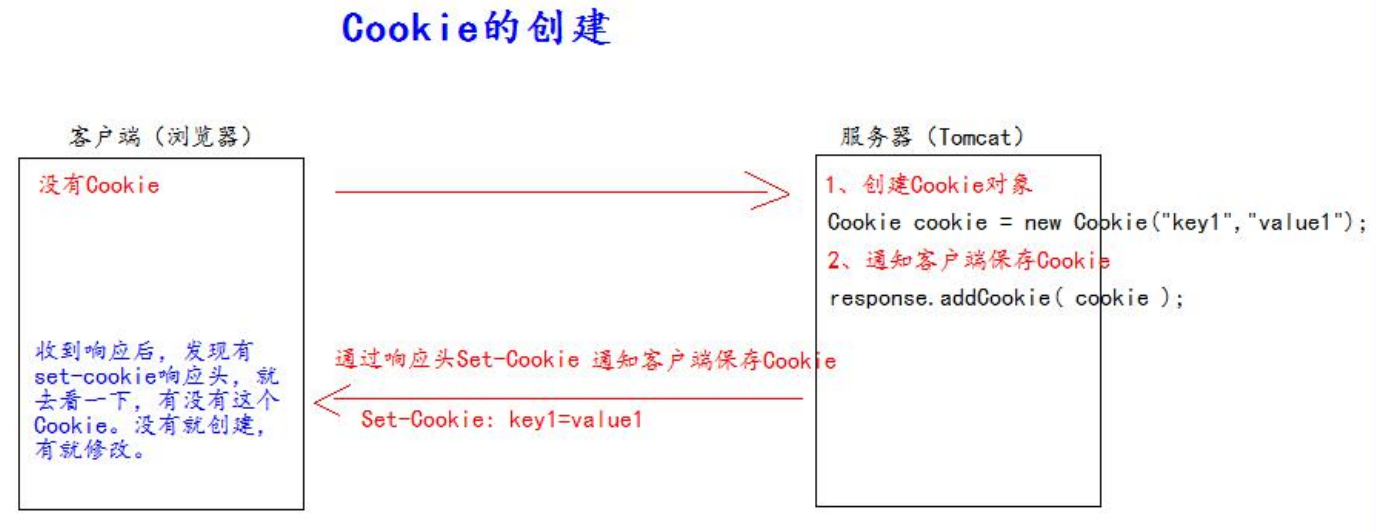 Cookie的创建
客户端（浏览器）
服务器（Tomcat）
没有Cookie
1、创建Cookie对象
Cookie cookie = new Cookie("key1","value1");
2、通知客户端保存Cookie
response.addCookie( cookie );
通过响应头Set-Cookie 通知客户端保存Cookie
Set-Cookie: key1=value1
收到响应后，发现有
set-cookie响应头，就
去看一下，有没有这个
Cookie。没有就创建，
有就修改。